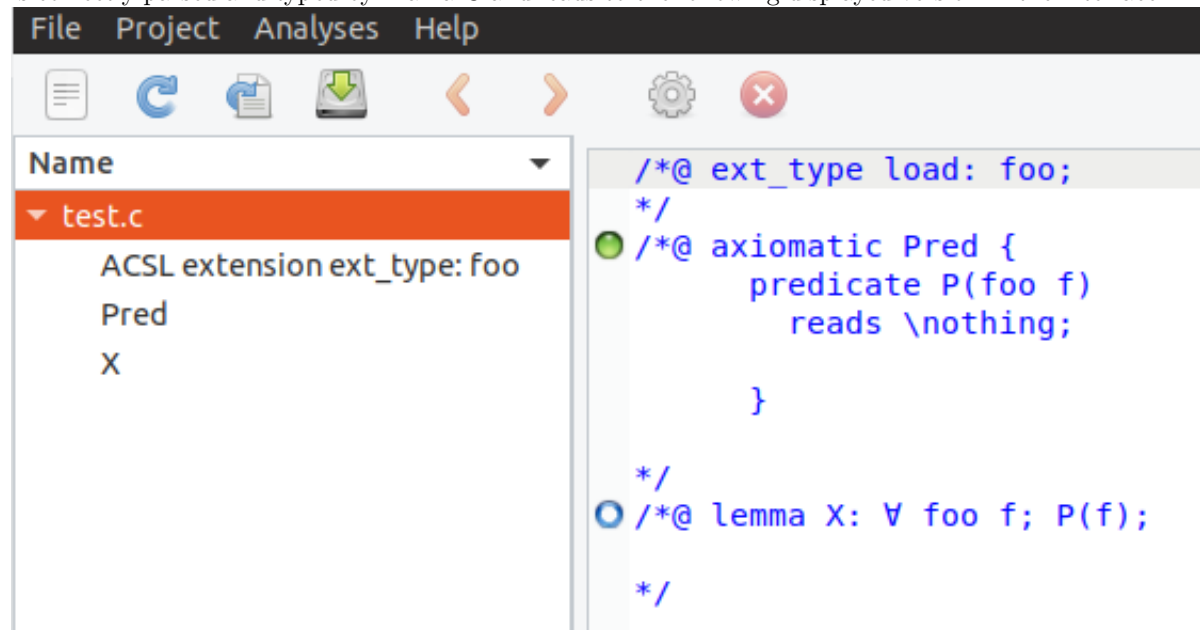 File Project Analyses Help
Name
test.c
ACSL extension ext_type: foo
Pred
X
/*@ ext_type load: foo;
*/
/*@ axiomatic Pred {
predicate P(foo f)
reads \nothing;
}
*/
/*@ lemma X: ∀ foo f; P(f);
*/